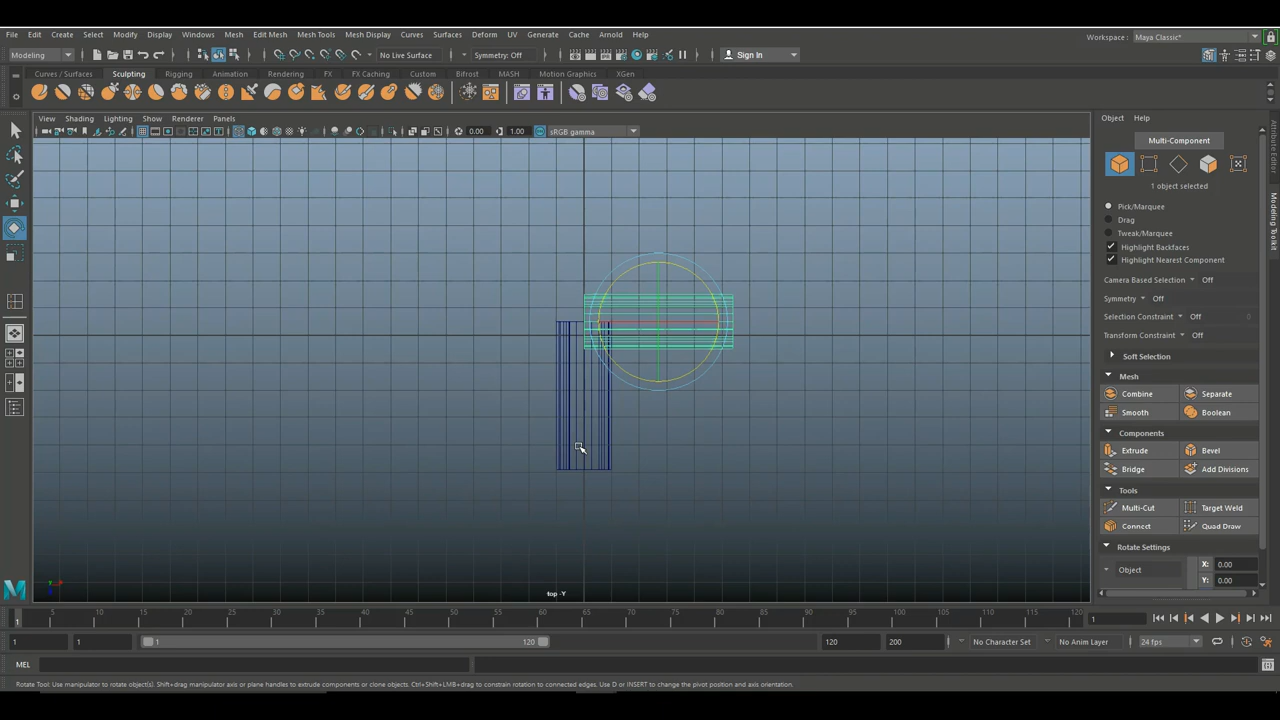 File Edit Create Select Modify Display Windows Mesh Edit Mesh Mesh Tools Mesh Display Curves Surfaces Deform UV Generate Cache Arnold Help
Workspace: Maya Classic*
Modeling No Live Surface Symmetry: Off Sign In
Curves / Surfaces Sculpting Rigging Animation Rendering FX FX Caching Custom Bifrost MASH Motion Graphics XGen
View Shading Lighting Show Renderer Panels
0.00 1.00 sRGB gamma
Object Help
Multi-Component
1 object selected
Pick/Marquee
Drag
Tweak/Marquee
Highlight Backfaces
Highlight Nearest Component
Camera Based Selection Off
Symmetry Off
Selection Constraint Off 0
Transform Constraint Off
Soft Selection
Mesh
Combine Separate
Smooth Boolean
Components
Extrude Bevel
Bridge Add Divisions
Tools
Multi-Cut Target Weld
Connect Quad Draw
Rotate Settings
Object X: 0.00
Y: 0.00
Attribute Editor
Modeling Toolkit
top -Y
5 10 15 20 25 30 35 40 45 50 55 60 65 70 75 80 85 90 95 100 105 110 115 120
1 1
1 1 1 120 120 200 No Character Set No Anim Layer 24 fps
MEL
Rotate Tool: Use manipulator to rotate object(s). Shift+drag manipulator axis or plane handles to extrude components or clone objects. Ctrl+Shift+LMB+drag to constrain rotation to connected edges. Use D or INSERT to change the pivot position and axis orientation.